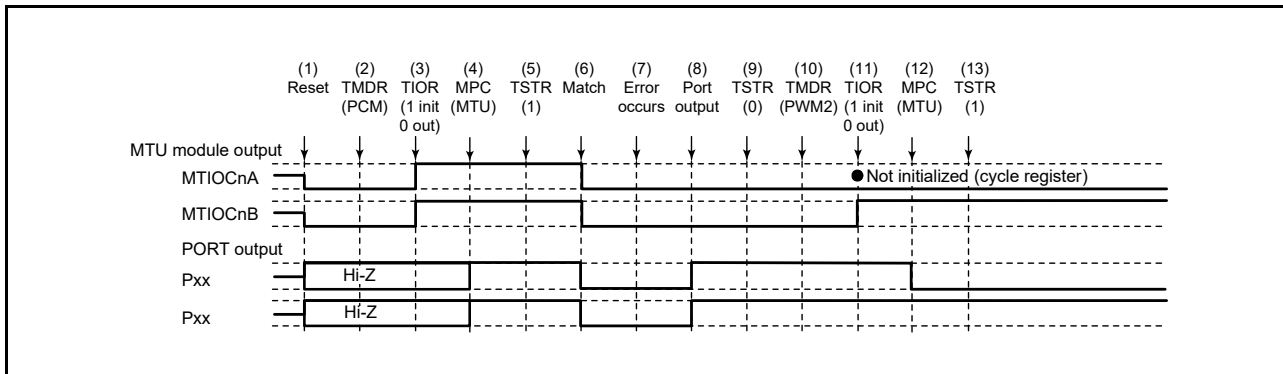 (1) (2) (3) (4) (5) (6) (7) (8) (9) (10) (11) (12) (13)
Reset TMDR TIOR MPC TSTR Match Error Port TSTR TMDR TIOR MPC TSTR
(PCM) (1 init (MTU) (1) occurs output (0) (PWM2) (1 init (MTU) (1)
0 out) 0 out)
MTU module output
MTIOCnA
Not initialized (cycle register)
MTIOCnB
PORT output
Pxx
Hi-Z
Pxx
Hi-Z